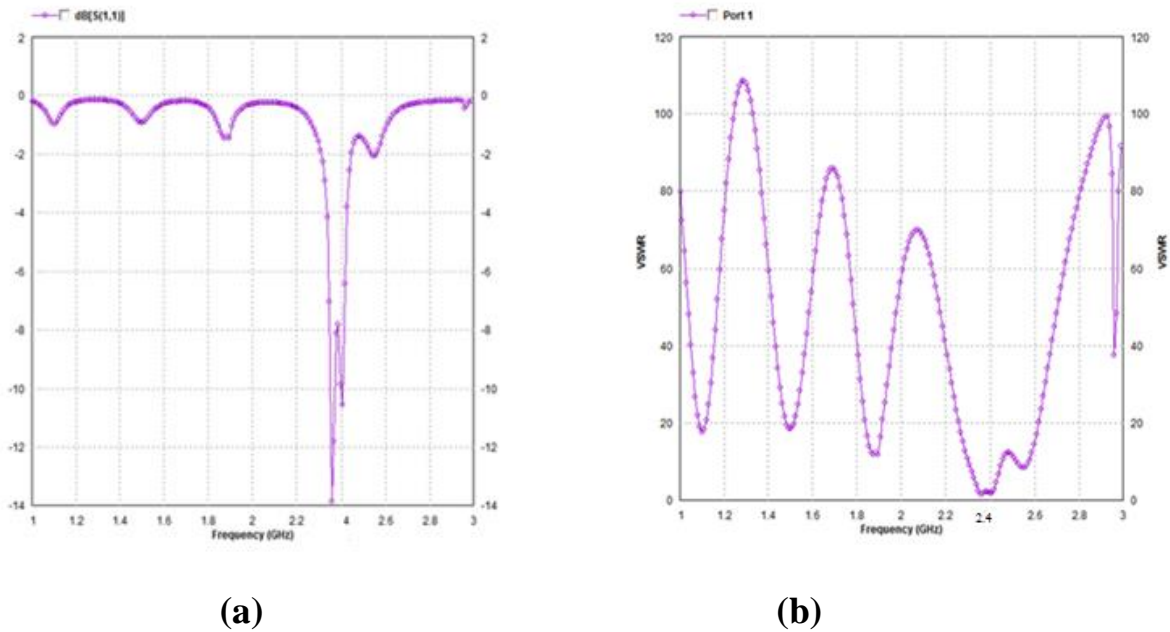 dB[S(1,1)]
2 2
0 0
-2 -2
-4 -4
-6 -6
-8 -8
-10 -10
-12 -12
-14 -14
1 1.2 1.4 1.6 1.8 2 2.2 4 2.6 2.8 3
Frequency (GHz)
(a)
Port 1
120 120
100 100
80 80
60 60
VSWR VSWR
40 40
20 20
0 0
1 1.2 1.4 1.6 1.8 2 2.2 2.4 2.6 2.8 3
Frequency (GHz)
(b)